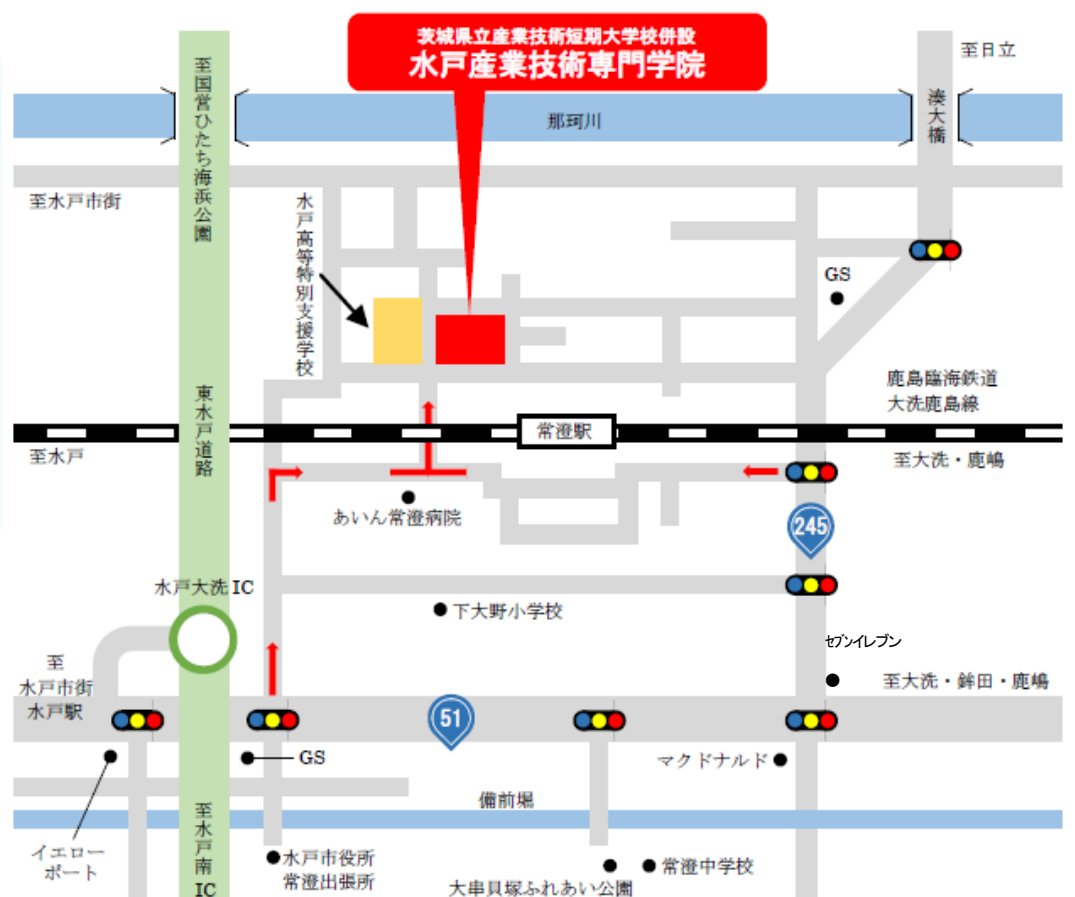 茨城県立産業技術短期大学校併設
水戸産業技術専門学院
至日立
至国営ひたち海浜公園
湊大橋
那珂川
至水戸市街
水戸高等特別支援学校
GS
鹿島臨海鉄道
大洗鹿島線
東水戸道路
常澄駅
至水戸
至大洗・鹿嶋
あいん常澄病院
245
水戸大洗IC
下大野小学校
セブンイレブン
至
水戸市街
水戸駅
至大洗・鉾田・鹿嶋
51
GS
マクドナルド
備前堀
至水戸南IC
イエロー
ポート
水戸市役所
常澄出張所
常澄中学校
大串貝塚ふれあい公園